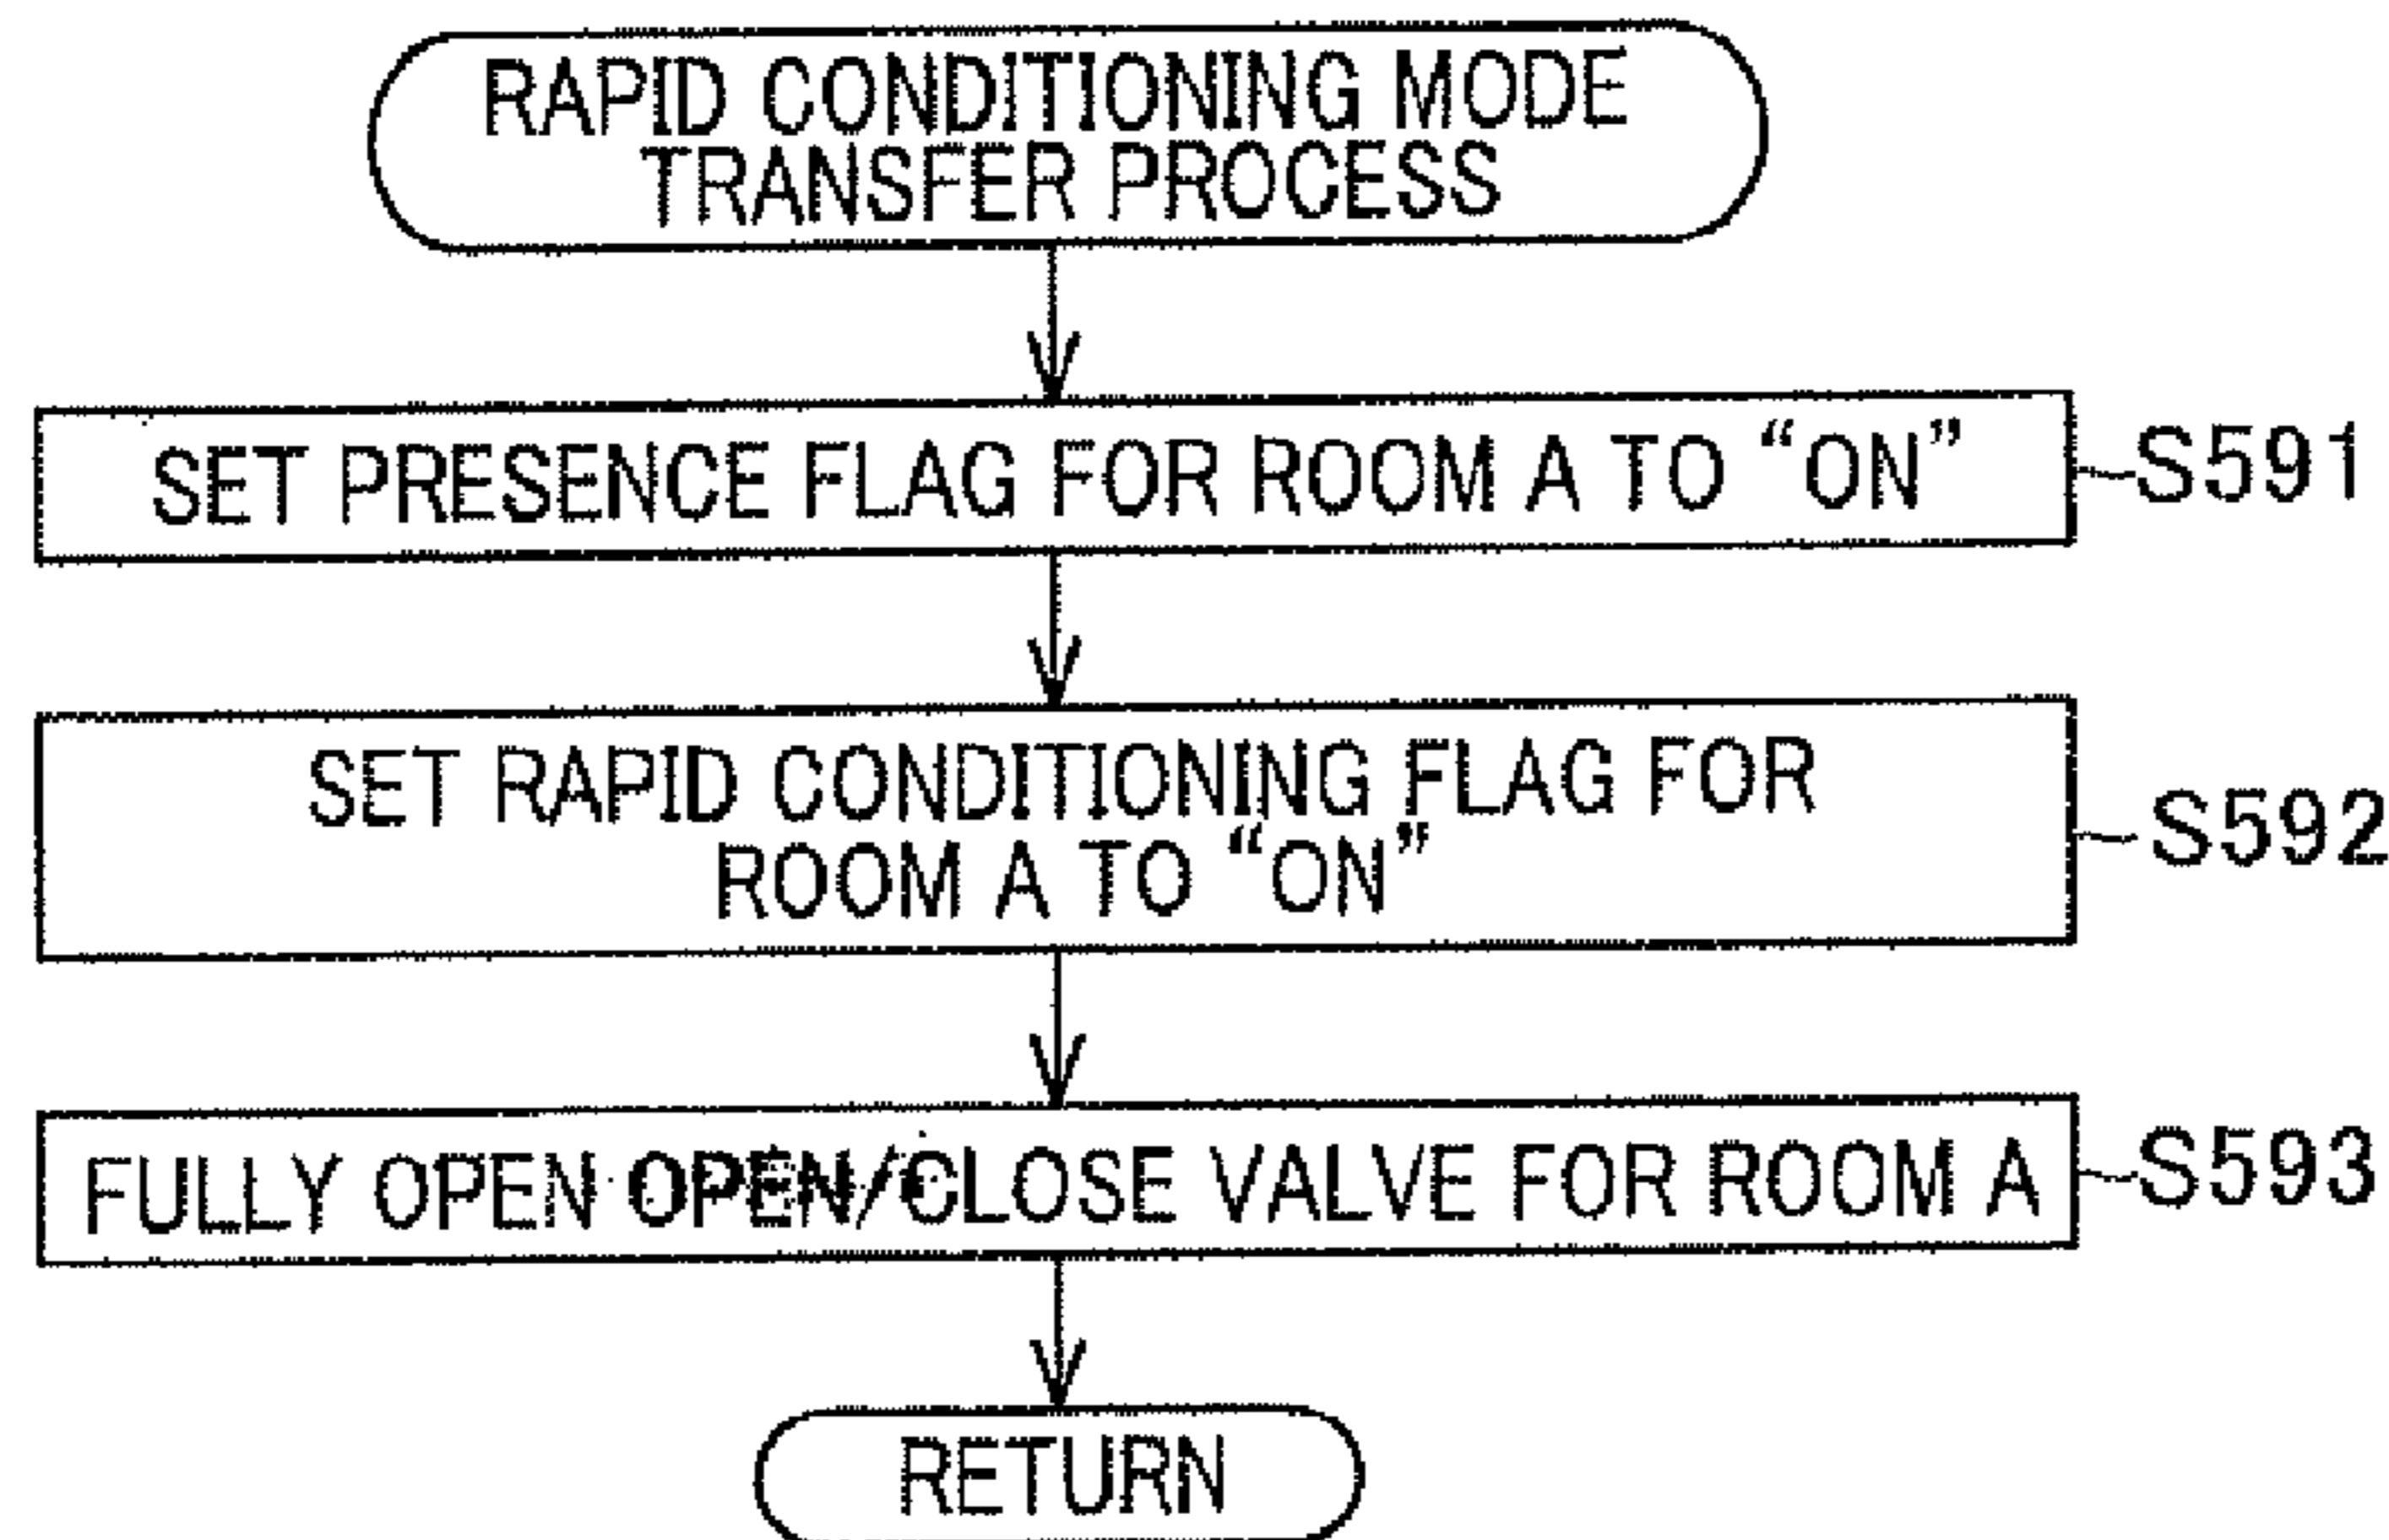 RAPID CONDITIONING MODE
TRANSFER PROCESS
SET PRESENCE FLAG FOR ROOM A TO “ON”
S591
SET RAPID CONDITIONING FLAG FOR
ROOM A TO “ON”
S592
FULLY OPEN OPEN/CLOSE VALVE FOR ROOM A
S593
RETURN